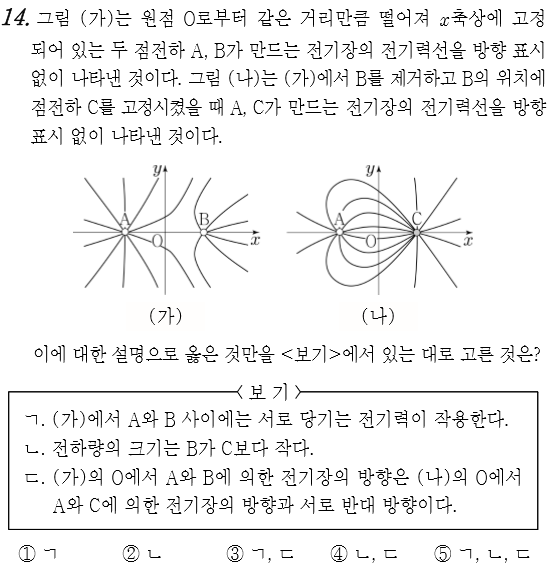 14. 그림 (가)는 원점 O로부터 같은 거리만큼 떨어져 x축상에 고정
되어 있는 두 점전하 A, B가 만드는 전기장의 전기력선을 방향 표시
없이 나타낸 것이다. 그림 (나)는 (가)에서 B를 제거하고 B의 위치에
점전하 C를 고정시켰을 때 A, C가 만드는 전기장의 전기력선을 방향
표시 없이 나타낸 것이다.
y
A
B
O
x
(가)
y
A
C
O
x
(나)
이에 대한 설명으로 옳은 것만을 <보기>에서 있는 대로 고른 것은?
<보 기>
ㄱ. (가)에서 A와 B 사이에는 서로 당기는 전기력이 작용한다.
ㄴ. 전하량의 크기는 B가 C보다 작다.
ㄷ. (가)의 O에서 A와 B에 의한 전기장의 방향은 (나)의 O에서
A와 C에 의한 전기장의 방향과 서로 반대 방향이다.
① ㄱ ② ㄴ ③ ㄱ, ㄷ ④ ㄴ, ㄷ ⑤ ㄱ, ㄴ, ㄷ